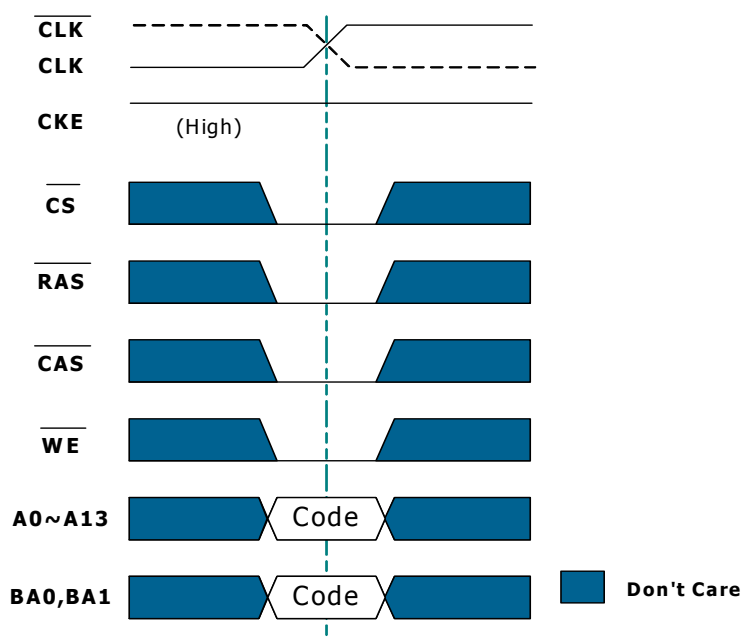 CLK
CLK
CKE
(High)
CS
RAS
CAS
WE
A0~A13
Code
BA0,BA1
Code
Don't Care